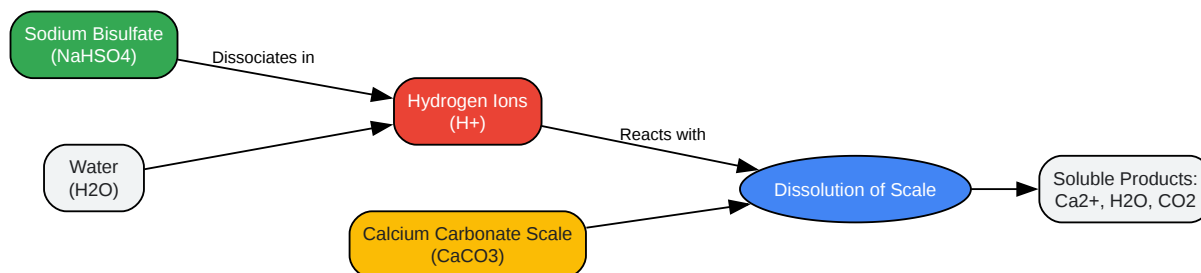 Sodium Bisulfate
(NaHSO4)
Dissociates in
Water
(H2O)
Hydrogen Ions
(H+)
Reacts with
Calcium Carbonate Scale
(CaCO3)
Dissolution of Scale
Soluble Products:
Ca2+, H2O, CO2